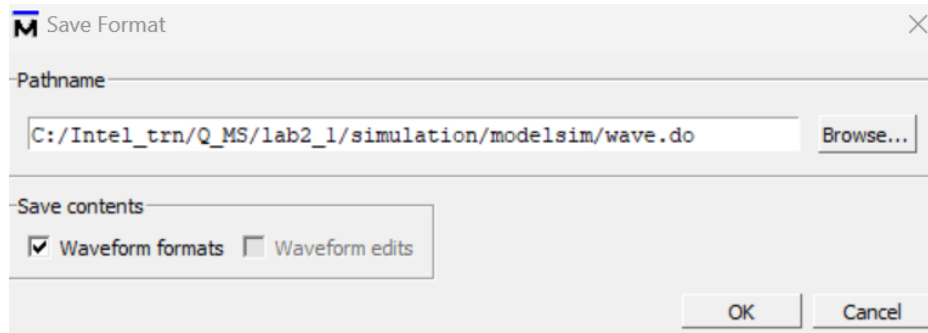 Save Format
Pathname
C:/Intel_trn/Q_MS/lab2_1/simulation/modelsim/wave.do Browse...
Save contents
Waveform formats Waveform edits
OK Cancel